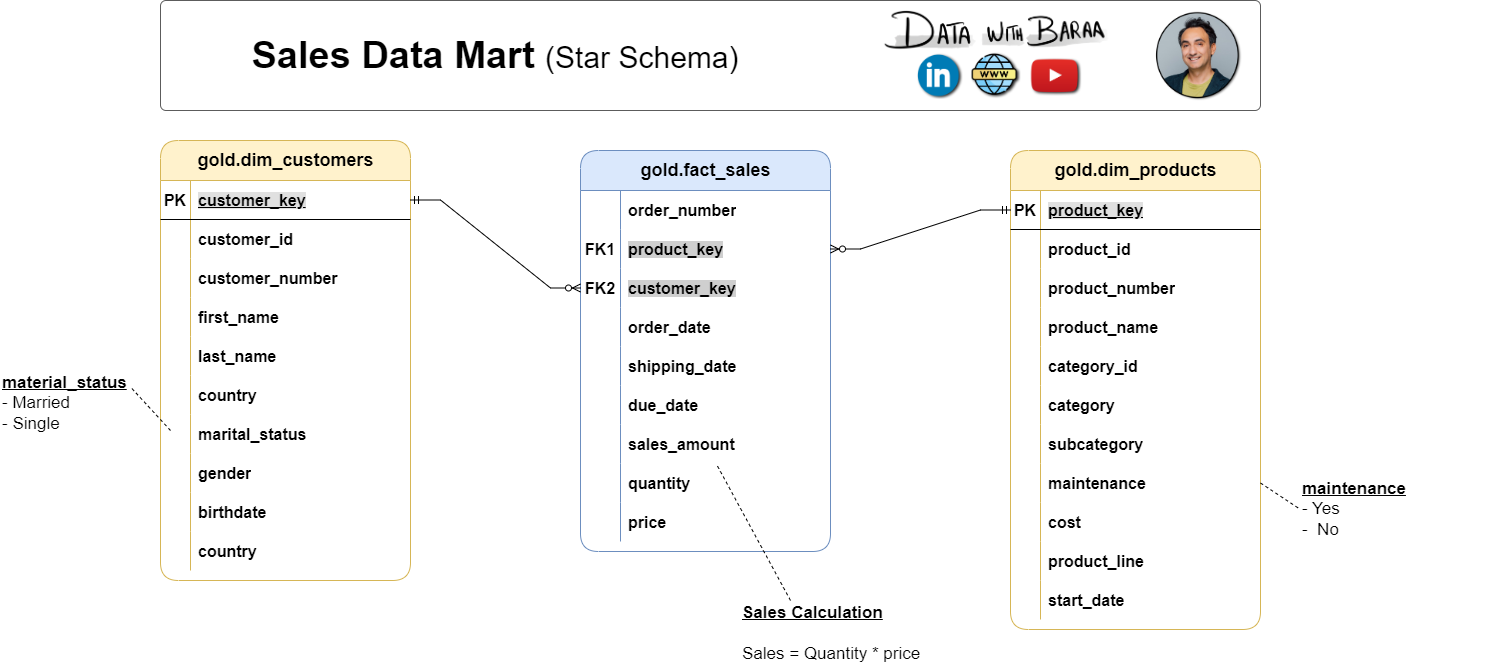 Sales Data Mart (Star Schema)
DATA WITH BARAA
in
WWW
gold.dim_customers
PK customer_key
customer_id
customer_number
first_name
last_name
country
marital_status
gender
birthdate
country
material_status
- Married
- Single
gold.fact_sales
order_number
FK1 product_key
FK2 customer_key
order_date
shipping_date
due_date
sales_amount
quantity
price
Sales Calculation
Sales = Quantity * price
gold.dim_products
PK product_key
product_id
product_number
product_name
category_id
category
subcategory
maintenance
cost
product_line
start_date
maintenance
- Yes
- No